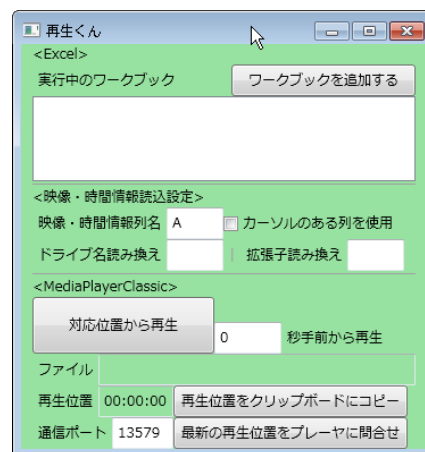 再生くん
<Excel>
実行中のワークブック ワークブックを追加する
<映像・時間情報読込設定>
映像・時間情報列名 A カーソルのある列を使用
ドライブ名読み換え 拡張子読み換え
<MediaPlayerClassic>
対応位置から再生 0 秒手前から再生
ファイル
再生位置 00:00:00 再生位置をクリップボードにコピー
通信ポート 13579 最新の再生位置をプレーヤに問合せ